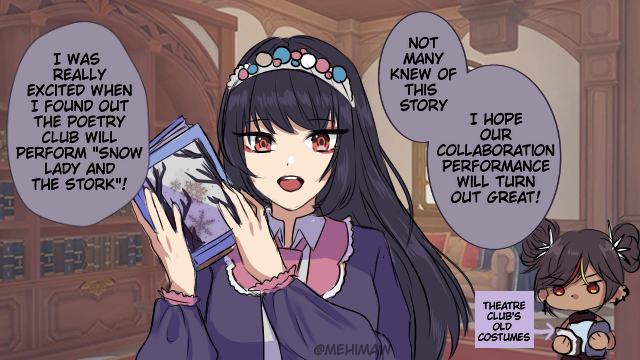 I WAS
REALLY
EXCITED WHEN
I FOUND OUT
THE POETRY
CLUB WILL
PERFORM "SNOW
LADY AND
THE STORK"!
NOT
MANY
KNEW OF
THIS
STORY
I HOPE
OUR
COLLABORATION
PERFORMANCE
WILL TURN
OUT GREAT!
THEATRE
CLUB'S
OLD
COSTUMES
@MEHIMAW